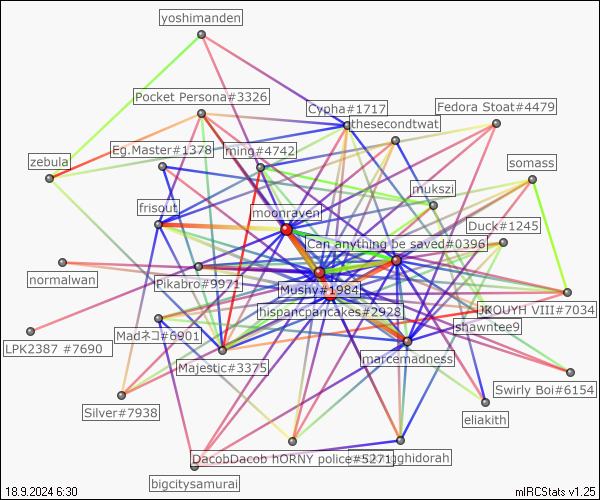 yoshimanden
Pocket Persona#3326
Cypha#1717
Fedora Stoat#4479
thesecondtwat
Eg.Master#1378
ming#4742
zebula
somass
mukszi
frisout
moonraven
Duck#1245
Can anything be saved#0396
normalwan
Pikabro#9971
Mushy#1984
hispancpancakes#2928
JKOUYH VIII#7034
shawntee9
Madネコ#6901
LPK2387 #7690
Majestic#3375
marcemadness
Swirly Boi#6154
Silver#7938
eliakith
DacobDacob hORNY police#5271
gghidorah
bigcitysamurai
18.9.2024 6:30
mIRCStats v1.25